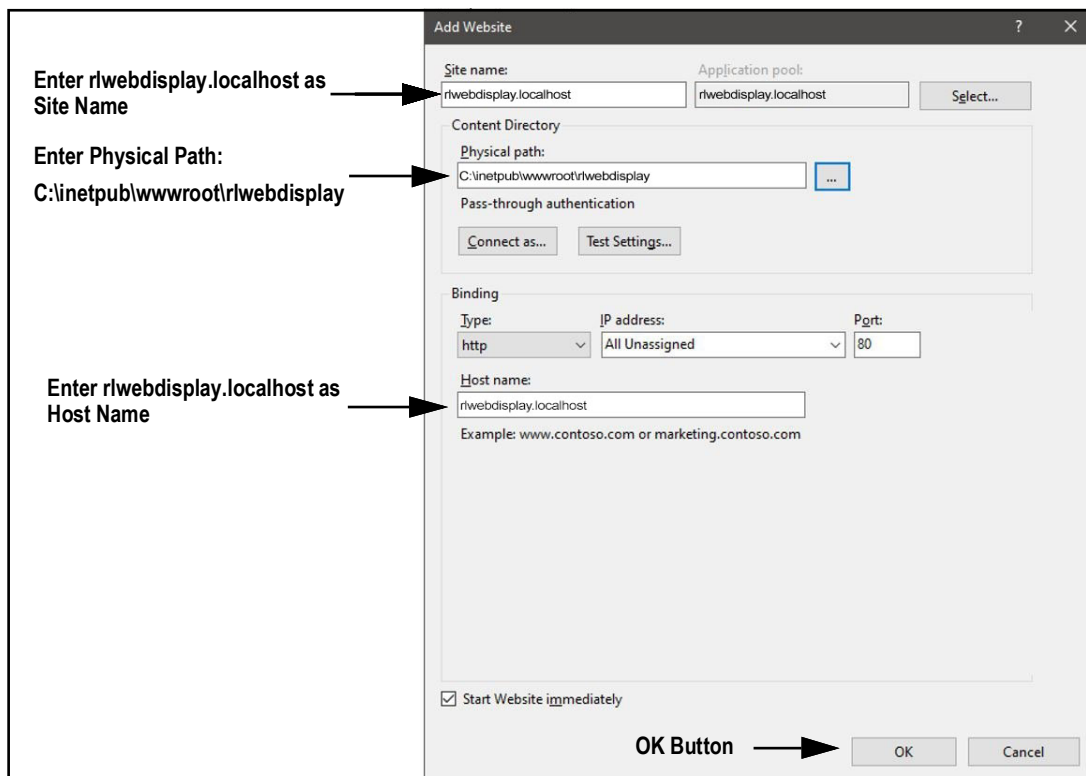 Add Website
? ×
Enter rlwebdisplay.localhost as
Site Name
Site name:
Application pool:
rlwebdisplay.localhost
rlwebdisplay.localhost
Select...
Content Directory
Enter Physical Path:
C:\inetpub\wwwroot\rlwebdisplay
Physical path:
C:\inetpub\wwwroot\rlwebdisplay
...
Pass-through authentication
Connect as...
Test Settings...
Binding
Type:
IP address:
Port:
http
All Unassigned
80
Enter rlwebdisplay.localhost as
Host Name
Host name:
rlwebdisplay.localhost
Example: www.contoso.com or marketing.contoso.com
Start Website immediately
OK Button
OK
Cancel